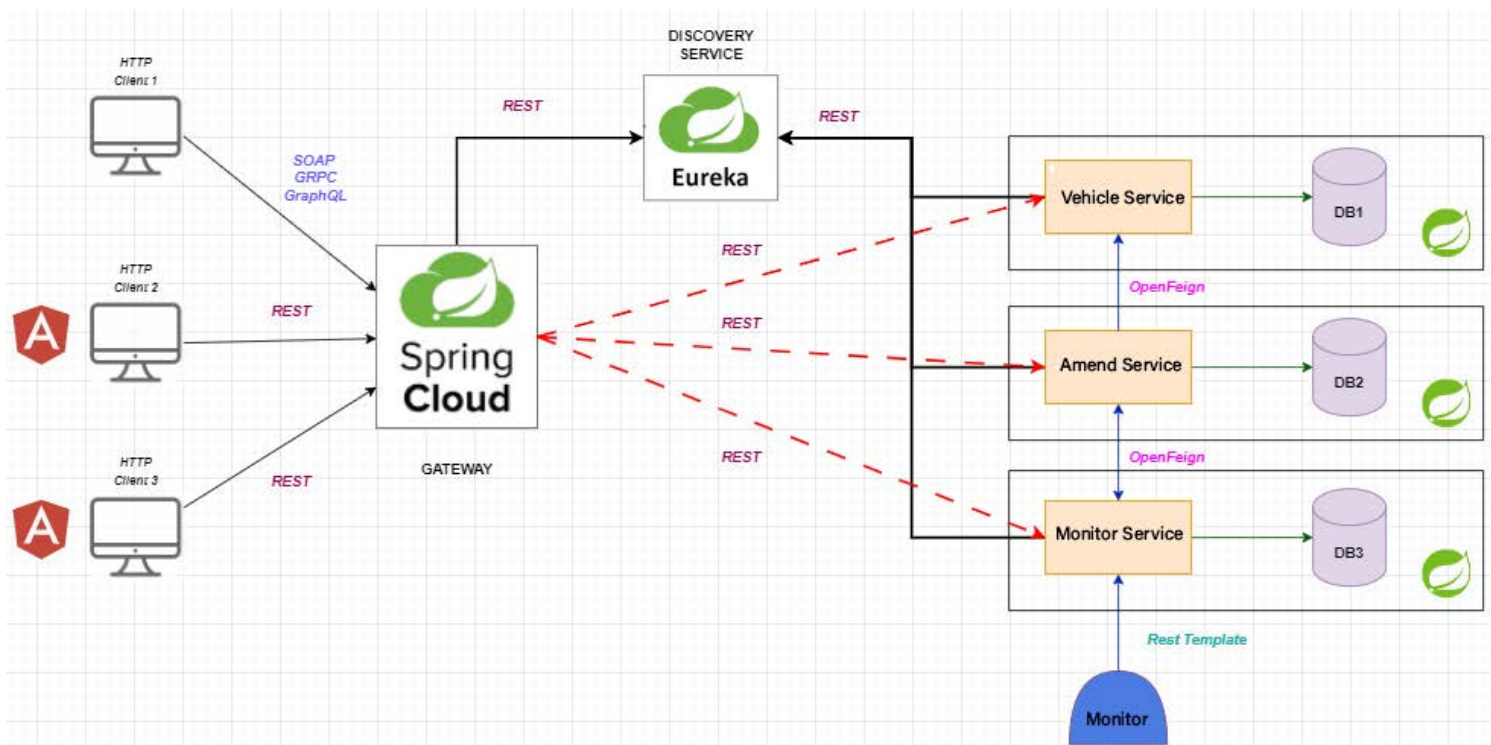 DISCOVERY
SERVICE
HTTP
Client 1
REST
REST
Eureka
SOAP
GRPC
GraphQL
Vehicle Service
DB1
HTTP
Client 2
REST
REST
OpenFeign
A
REST
Spring
Cloud
Amend Service
DB2
HTTP
Client 3
GATEWAY
REST
OpenFeign
REST
A
Monitor Service
DB3
Rest Template
Monitor